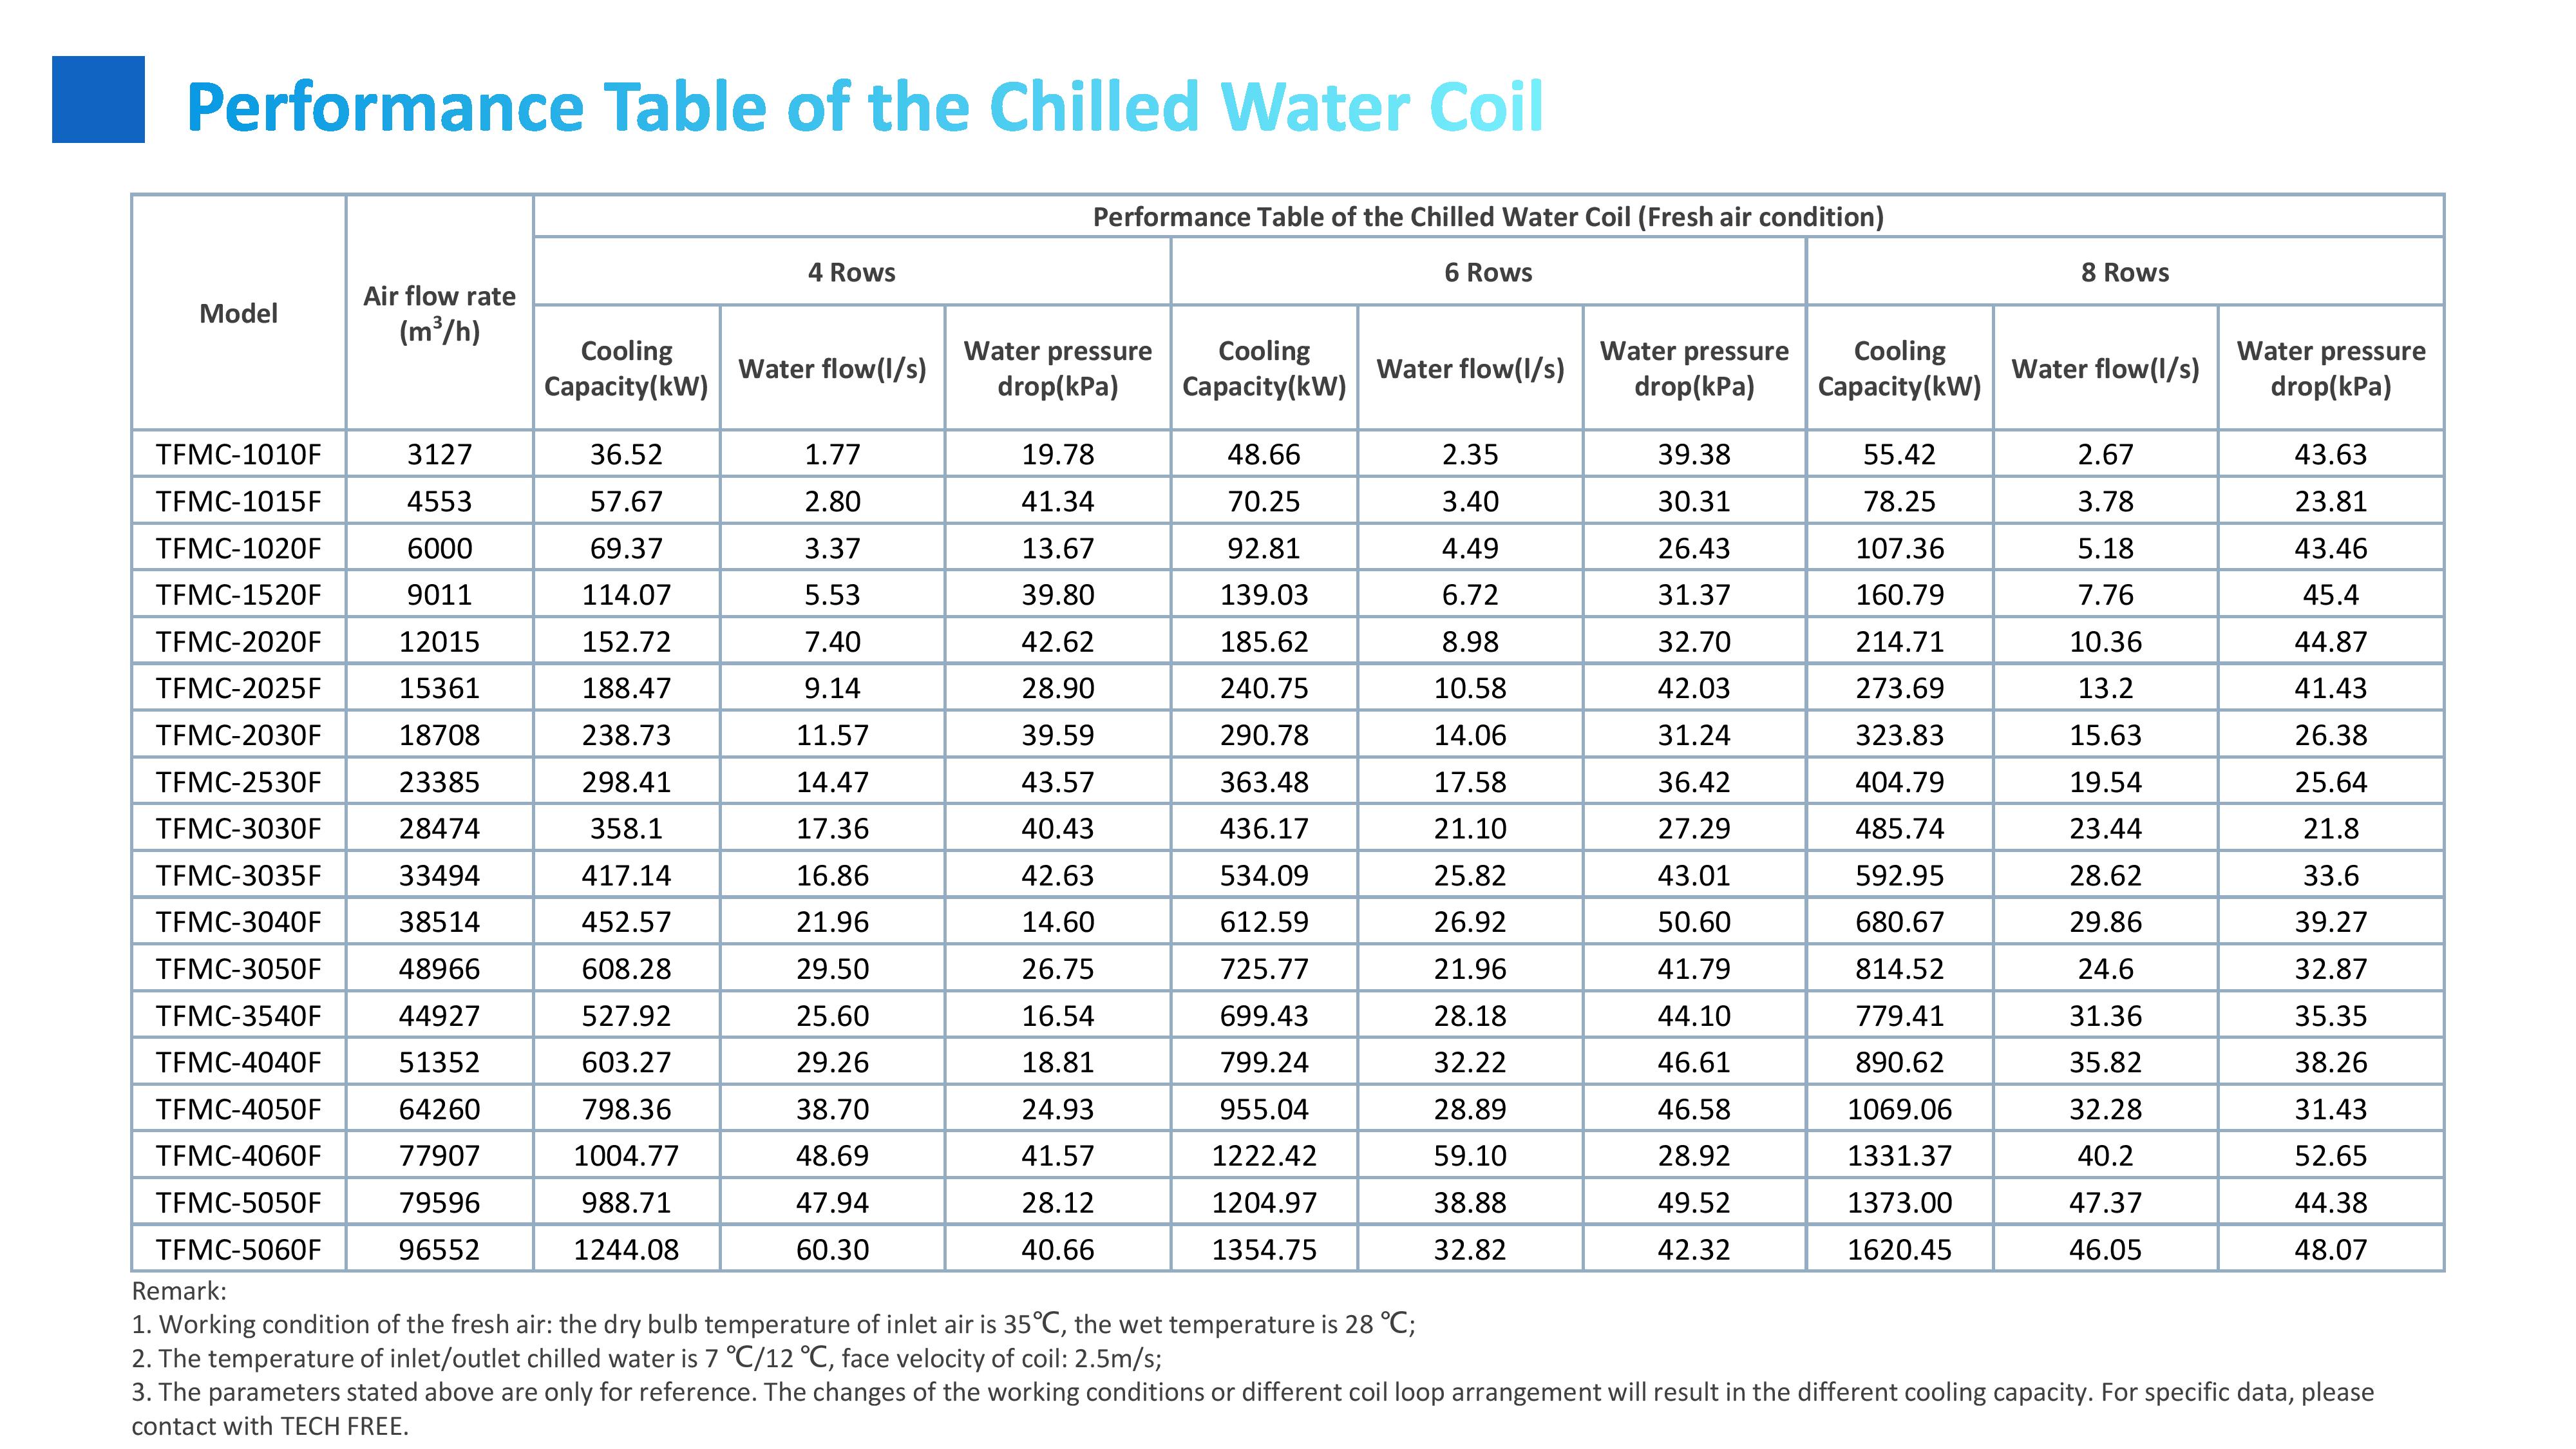 Performance Table of the Chilled Water Coil
Performance Table of the Chilled Water Coil (Fresh air condition)
Model
Air flow rate
(m³/h)
4 Rows
6 Rows
8 Rows
Cooling
Capacity(kW)
Water flow(l/s)
Water pressure
drop(kPa)
Cooling
Capacity(kW)
Water flow(l/s)
Water pressure
drop(kPa)
Cooling
Capacity(kW)
Water flow(l/s)
Water pressure
drop(kPa)
TFMC-1010F 3127 36.52 1.77 19.78 48.66 2.35 39.38 55.42 2.67 43.63
TFMC-1015F 4553 57.67 2.80 41.34 70.25 3.40 30.31 78.25 3.78 23.81
TFMC-1020F 6000 69.37 3.37 13.67 92.81 4.49 26.43 107.36 5.18 43.46
TFMC-1520F 9011 114.07 5.53 39.80 139.03 6.72 31.37 160.79 7.76 45.4
TFMC-2020F 12015 152.72 7.40 42.62 185.62 8.98 32.70 214.71 10.36 44.87
TFMC-2025F 15361 188.47 9.14 28.90 240.75 10.58 42.03 273.69 13.2 41.43
TFMC-2030F 18708 238.73 11.57 39.59 290.78 14.06 31.24 323.83 15.63 26.38
TFMC-2530F 23385 298.41 14.47 43.57 363.48 17.58 36.42 404.79 19.54 25.64
TFMC-3030F 28474 358.1 17.36 40.43 436.17 21.10 27.29 485.74 23.44 21.8
TFMC-3035F 33494 417.14 16.86 42.63 534.09 25.82 43.01 592.95 28.62 33.6
TFMC-3040F 38514 452.57 21.96 14.60 612.59 26.92 50.60 680.67 29.86 39.27
TFMC-3050F 48966 608.28 29.50 26.75 725.77 21.96 41.79 814.52 24.6 32.87
TFMC-3540F 44927 527.92 25.60 16.54 699.43 28.18 44.10 779.41 31.36 35.35
TFMC-4040F 51352 603.27 29.26 18.81 799.24 32.22 46.61 890.62 35.82 38.26
TFMC-4050F 64260 798.36 38.70 24.93 955.04 28.89 46.58 1069.06 32.28 31.43
TFMC-4060F 77907 1004.77 48.69 41.57 1222.42 59.10 28.92 1331.37 40.2 52.65
TFMC-5050F 79596 988.71 47.94 28.12 1204.97 38.88 49.52 1373.00 47.37 44.38
TFMC-5060F 96552 1244.08 60.30 40.66 1354.75 32.82 42.32 1620.45 46.05 48.07
Remark:
1. Working condition of the fresh air: the dry bulb temperature of inlet air is 35℃, the wet temperature is 28 ℃;
2. The temperature of inlet/outlet chilled water is 7 ℃/12 ℃, face velocity of coil: 2.5m/s;
3. The parameters stated above are only for reference. The changes of the working conditions or different coil loop arrangement will result in the different cooling capacity. For specific data, please
contact with TECH FREE.